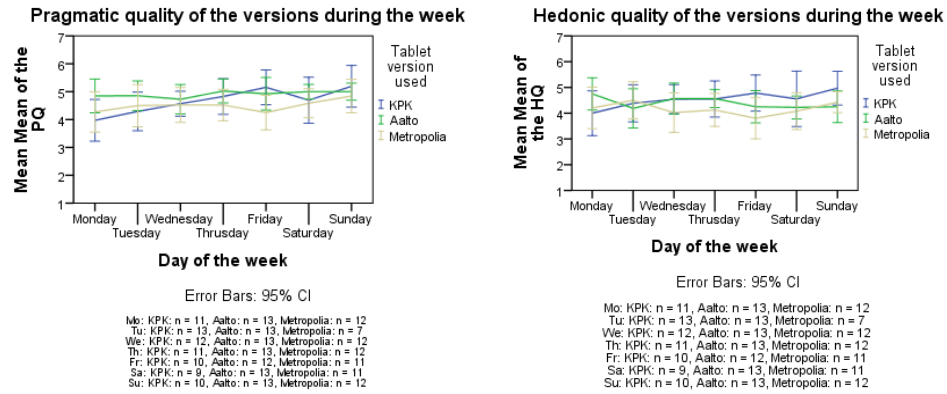 Pragmatic quality of the versions during the week
7
6
5
4
3
2
1
Mean Mean of the
PQ
Monday
Tuesday
Wednesday
Thrusday
Friday
Saturday
Sunday
Day of the week
Tablet
version
used
KPK
Aalto
Metropolia
Error Bars: 95% CI
Mo: KPK: n = 11, Aalto: n = 13, Metropolia: n = 12
Tu: KPK: n = 13, Aalto: n = 13, Metropolia: n = 7
We: KPK: n = 12, Aalto: n = 13, Metropolia: n = 12
Th: KPK: n = 11, Aalto: n = 13, Metropolia: n = 12
Fr: KPK: n = 10, Aalto: n = 12, Metropolia: n = 11
Sa: KPK: n = 9, Aalto: n = 13, Metropolia: n = 11
Su: KPK: n = 10, Aalto: n = 13, Metropolia: n = 12
Hedonic quality of the versions during the week
7
6
5
4
3
2
1
Mean Mean of
the HQ
Monday
Tuesday
Wednesday
Thrusday
Friday
Saturday
Sunday
Day of the week
Tablet
version
used
KPK
Aalto
Metropolia
Error Bars: 95% CI
Mo: KPK: n = 11, Aalto: n = 13, Metropolia: n = 12
Tu: KPK: n = 13, Aalto: n = 13, Metropolia: n = 7
We: KPK: n = 12, Aalto: n = 13, Metropolia: n = 12
Th: KPK: n = 11, Aalto: n = 13, Metropolia: n = 12
Fr: KPK: n = 10, Aalto: n = 12, Metropolia: n = 11
Sa: KPK: n = 9, Aalto: n = 13, Metropolia: n = 11
Su: KPK: n = 10, Aalto: n = 13, Metropolia: n = 12